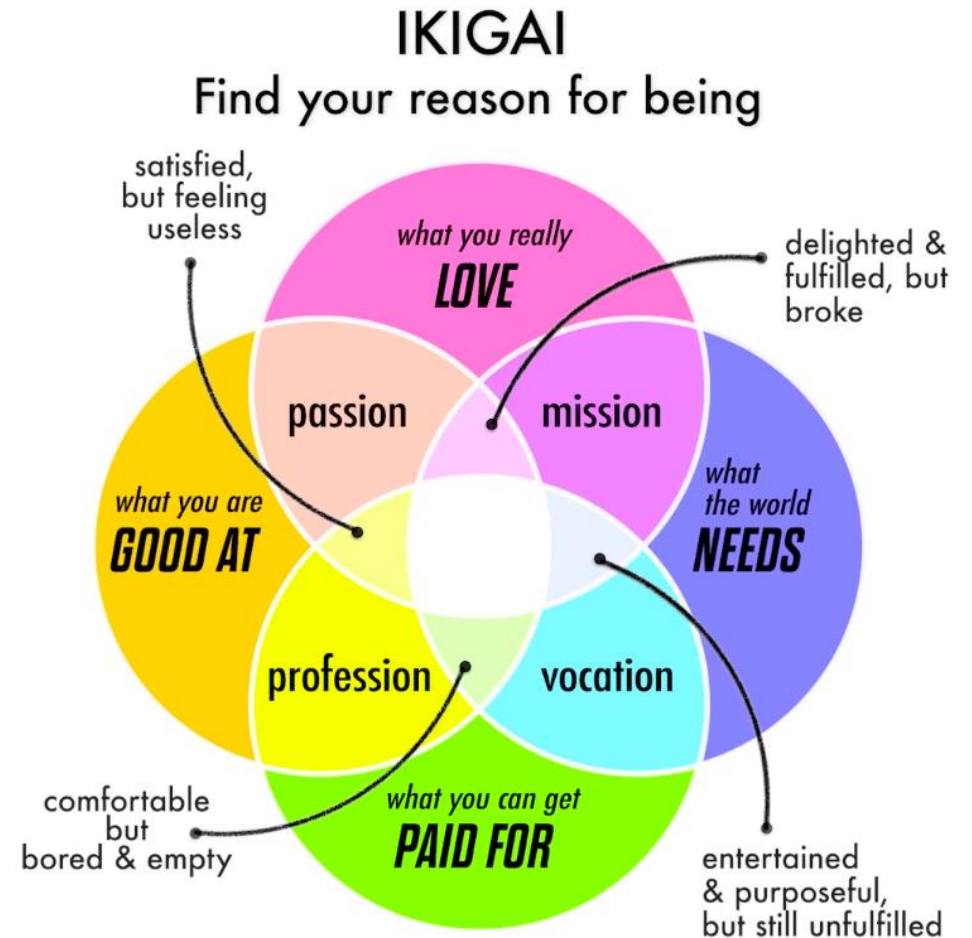 IKIGAI
Find your reason for being
satisfied,
but feeling
useless
what you really
LOVE
delighted &
fulfilled, but
broke
passion
mission
what you are
GOOD AT
what
the world
NEEDS
profession
vocation
what you can get
PAID FOR
comfortable
but
bored & empty
entertained
& purposeful,
but still unfulfilled